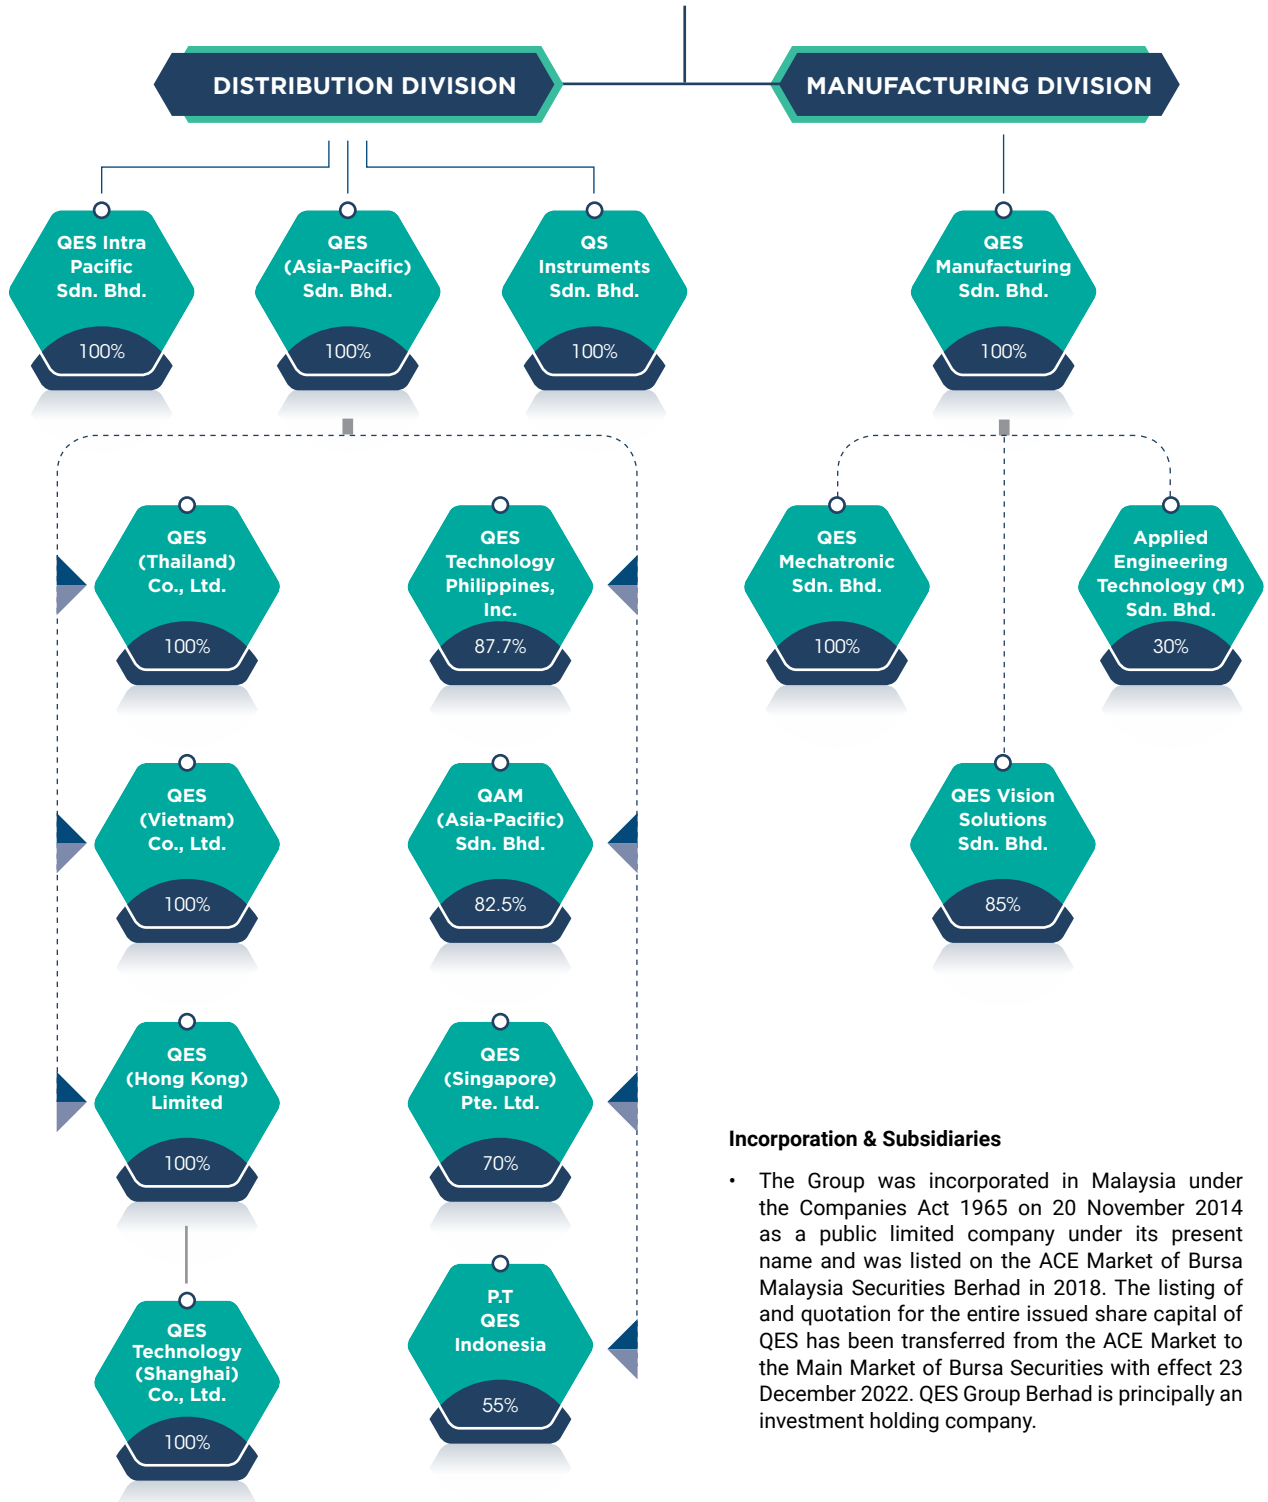 DISTRIBUTION DIVISION
MANUFACTURING DIVISION
QES Intra
Pacific
Sdn. Bhd.
100%
QES
(Asia-Pacific)
Sdn. Bhd.
100%
QS
Instruments
Sdn. Bhd.
100%
QES
Manufacturing
Sdn. Bhd.
100%
QES
(Thailand)
Co., Ltd.
100%
QES
Technology
Philippines,
Inc.
87.7%
QES
Mechatronic
Sdn. Bhd.
100%
Applied
Engineering
Technology (M)
Sdn. Bhd.
30%
QES
(Vietnam)
Co., Ltd.
100%
QAM
(Asia-Pacific)
Sdn. Bhd.
82.5%
QES Vision
Solutions
Sdn. Bhd.
85%
QES
(Hong Kong)
Limited
100%
QES
(Singapore)
Pte. Ltd.
70%
QES
Technology
(Shanghai)
Co., Ltd.
100%
P.T
QES
Indonesia
55%
Incorporation & Subsidiaries
• The Group was incorporated in Malaysia under
the Companies Act 1965 on 20 November 2014
as a public limited company under its present
name and was listed on the ACE Market of Bursa
Malaysia Securities Berhad in 2018. The listing of
and quotation for the entire issued share capital of
QES has been transferred from the ACE Market to
the Main Market of Bursa Securities with effect 23
December 2022. QES Group Berhad is principally an
investment holding company.